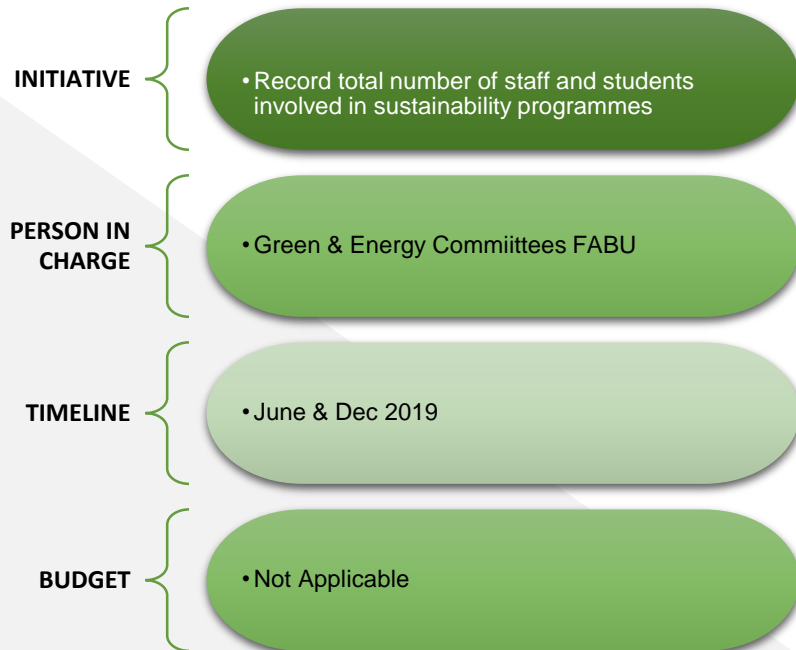 INITIATIVE
• Record total number of staff and students
involved in sustainability programmes
PERSON IN
CHARGE
• Green & Energy Commiittees FABU
TIMELINE
• June & Dec 2019
BUDGET
• Not Applicable